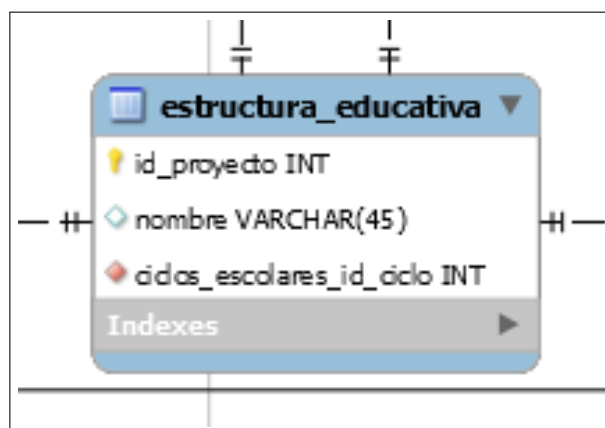 estructura_educativa
id_proyecto INT
nombre VARCHAR(45)
ciclos_escolares_id_ciclo INT
Indexes